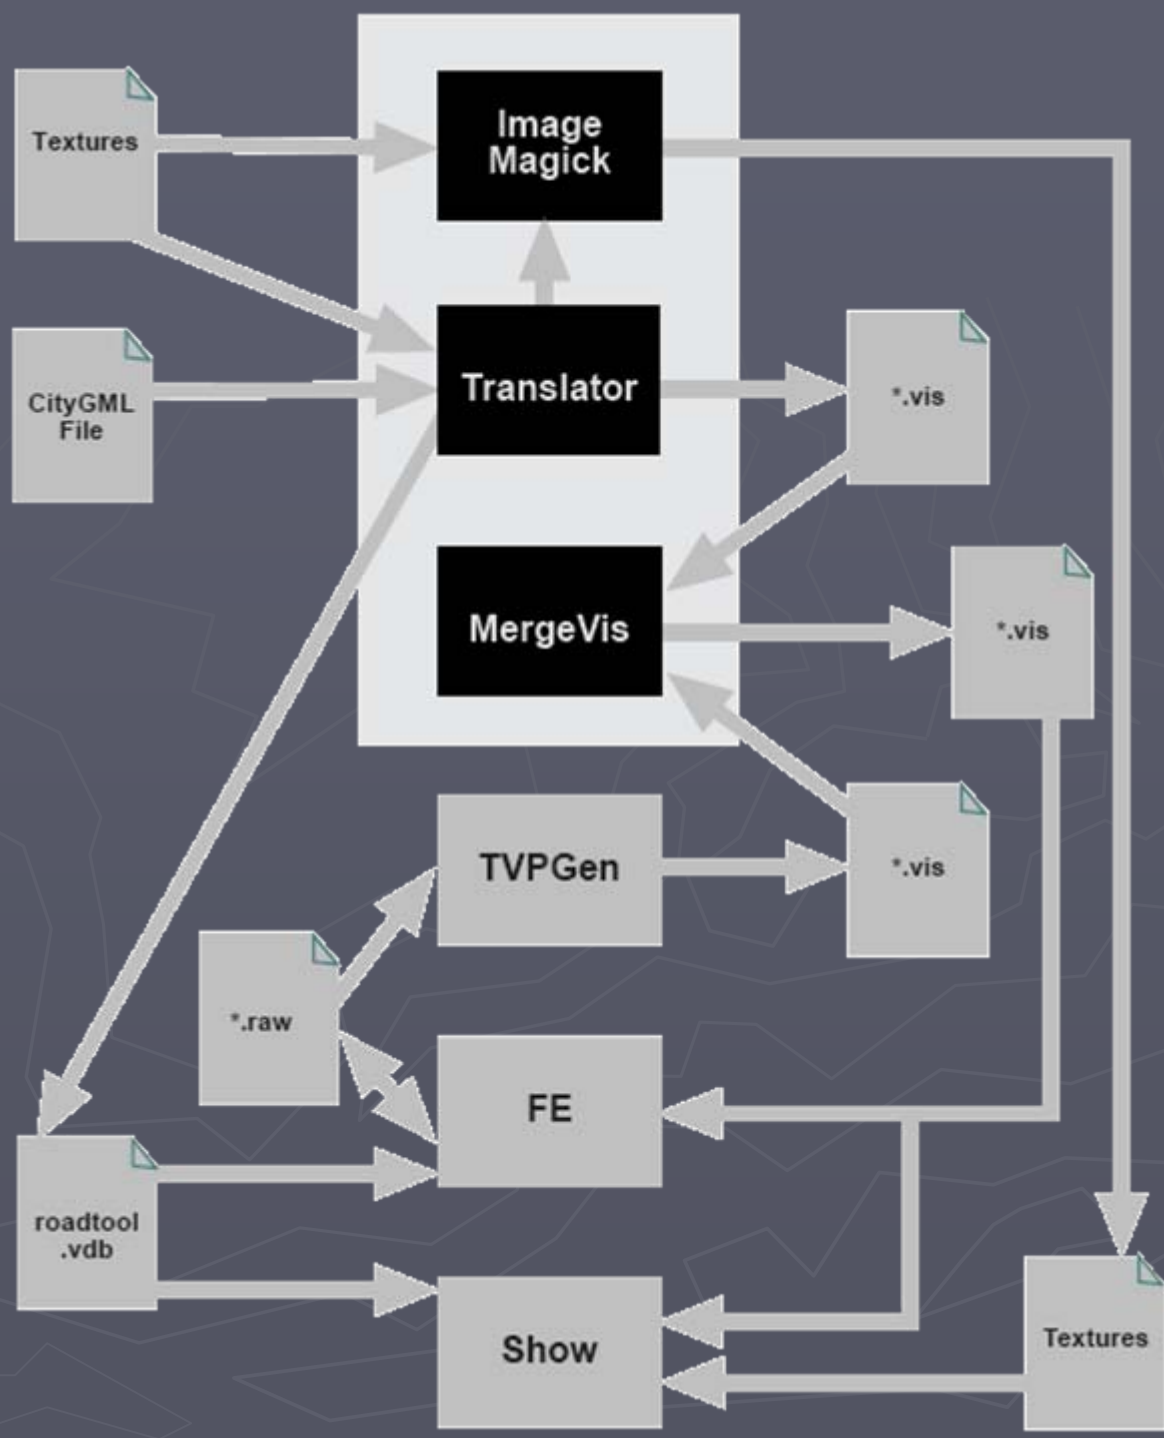 Textures
Image
Magick
CityGML
File
Translator
*.vis
MergeVis
*.vis
TVPGen
*.vis
*.raw
FE
roadtool
.vdb
Show
Textures